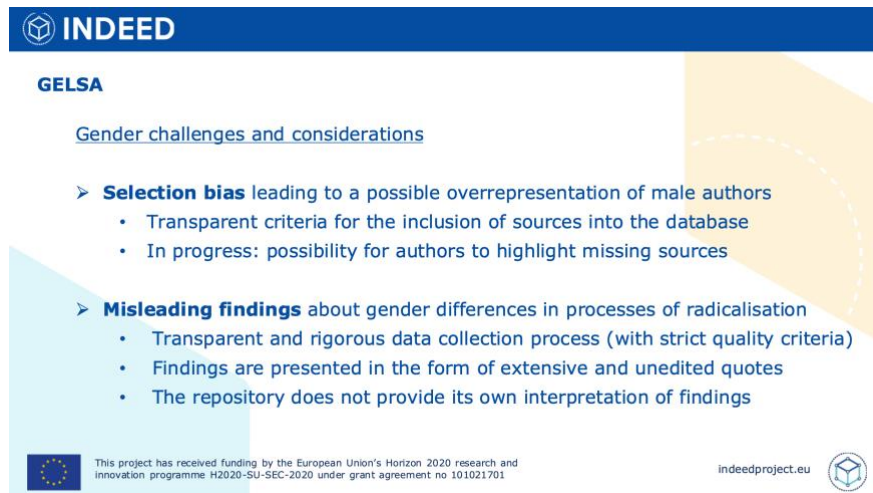 INDEED
GELSA
Gender challenges and considerations
➢ Selection bias leading to a possible overrepresentation of male authors
• Transparent criteria for the inclusion of sources into the database
• In progress: possibility for authors to highlight missing sources
➢ Misleading findings about gender differences in processes of radicalisation
• Transparent and rigorous data collection process (with strict quality criteria)
• Findings are presented in the form of extensive and unedited quotes
• The repository does not provide its own interpretation of findings
This project has received funding by the European Union's Horizon 2020 research and
innovation programme H2020-SU-SEC-2020 under grant agreement no 101021701
indeedproject.eu